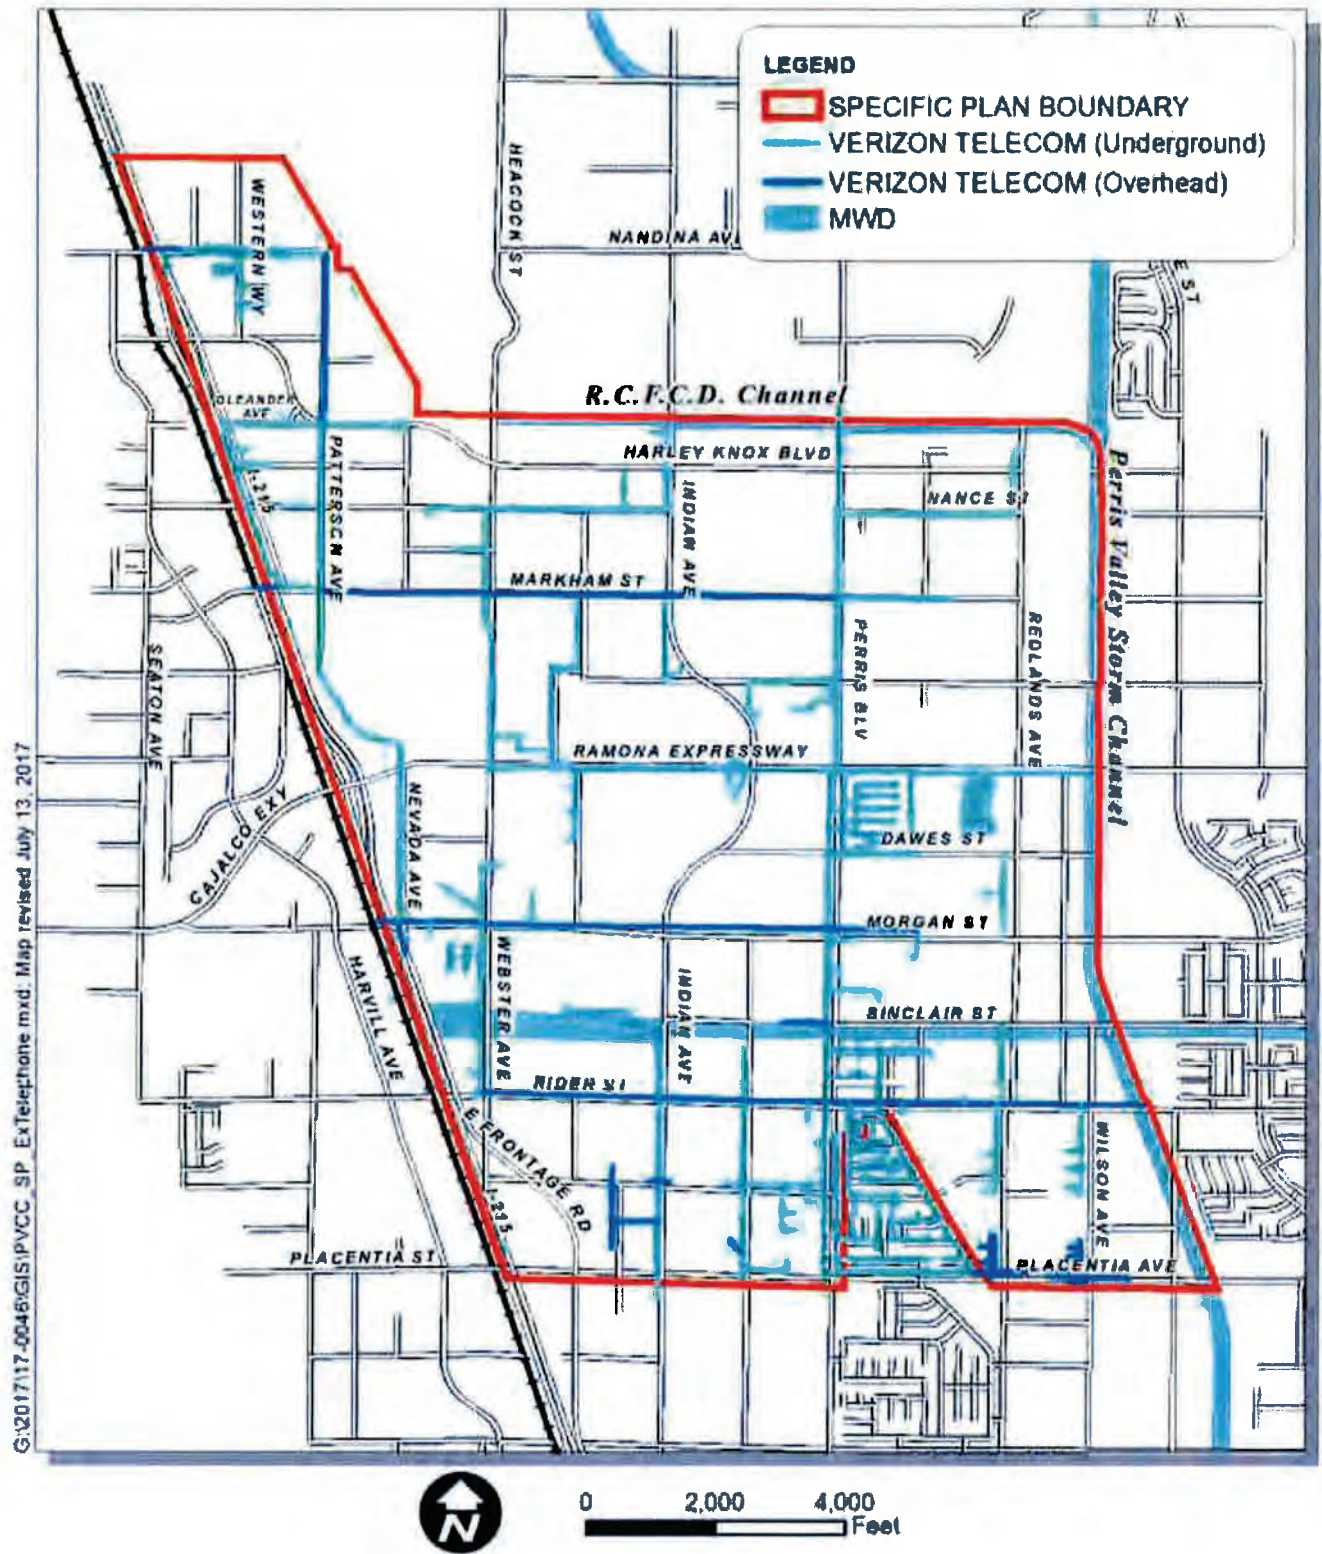 LEGEND
SPECIFIC PLAN BOUNDARY
VERIZON TELECOM (Underground)
VERIZON TELECOM (Overhead)
MWD
HEACOCK ST
WESTERN WY
NANDINA AVE
E ST
R.C.F.C.D. Channel
OLEANDER
AVE
HARLEY KNOX BLVD
PATTERSON AVE
I-215
INDIAN AVE
NANCE ST
Perris Valley Storm Channel
MARKHAM ST
SEATON AVE
PERRIS BLV
REDLANDS AVE
RAMONA EXPRESSWAY
CAJALCO EXY
NEVADA AVE
DAWES ST
MORGAN ST
HARVILL AVE
WEBSTER AVE
INDIAN AVE
SINCLAIR ST
RIDER ST
E FRONTAGE RD
WILSON AVE
I-215
PLACENTIA ST
PLACENTIA AVE
G:\2017\17-0046\GIS\PVCC_SP_ExTelephone.mxd; Map revised July 13, 2017
N
0 2,000 4,000
Feet